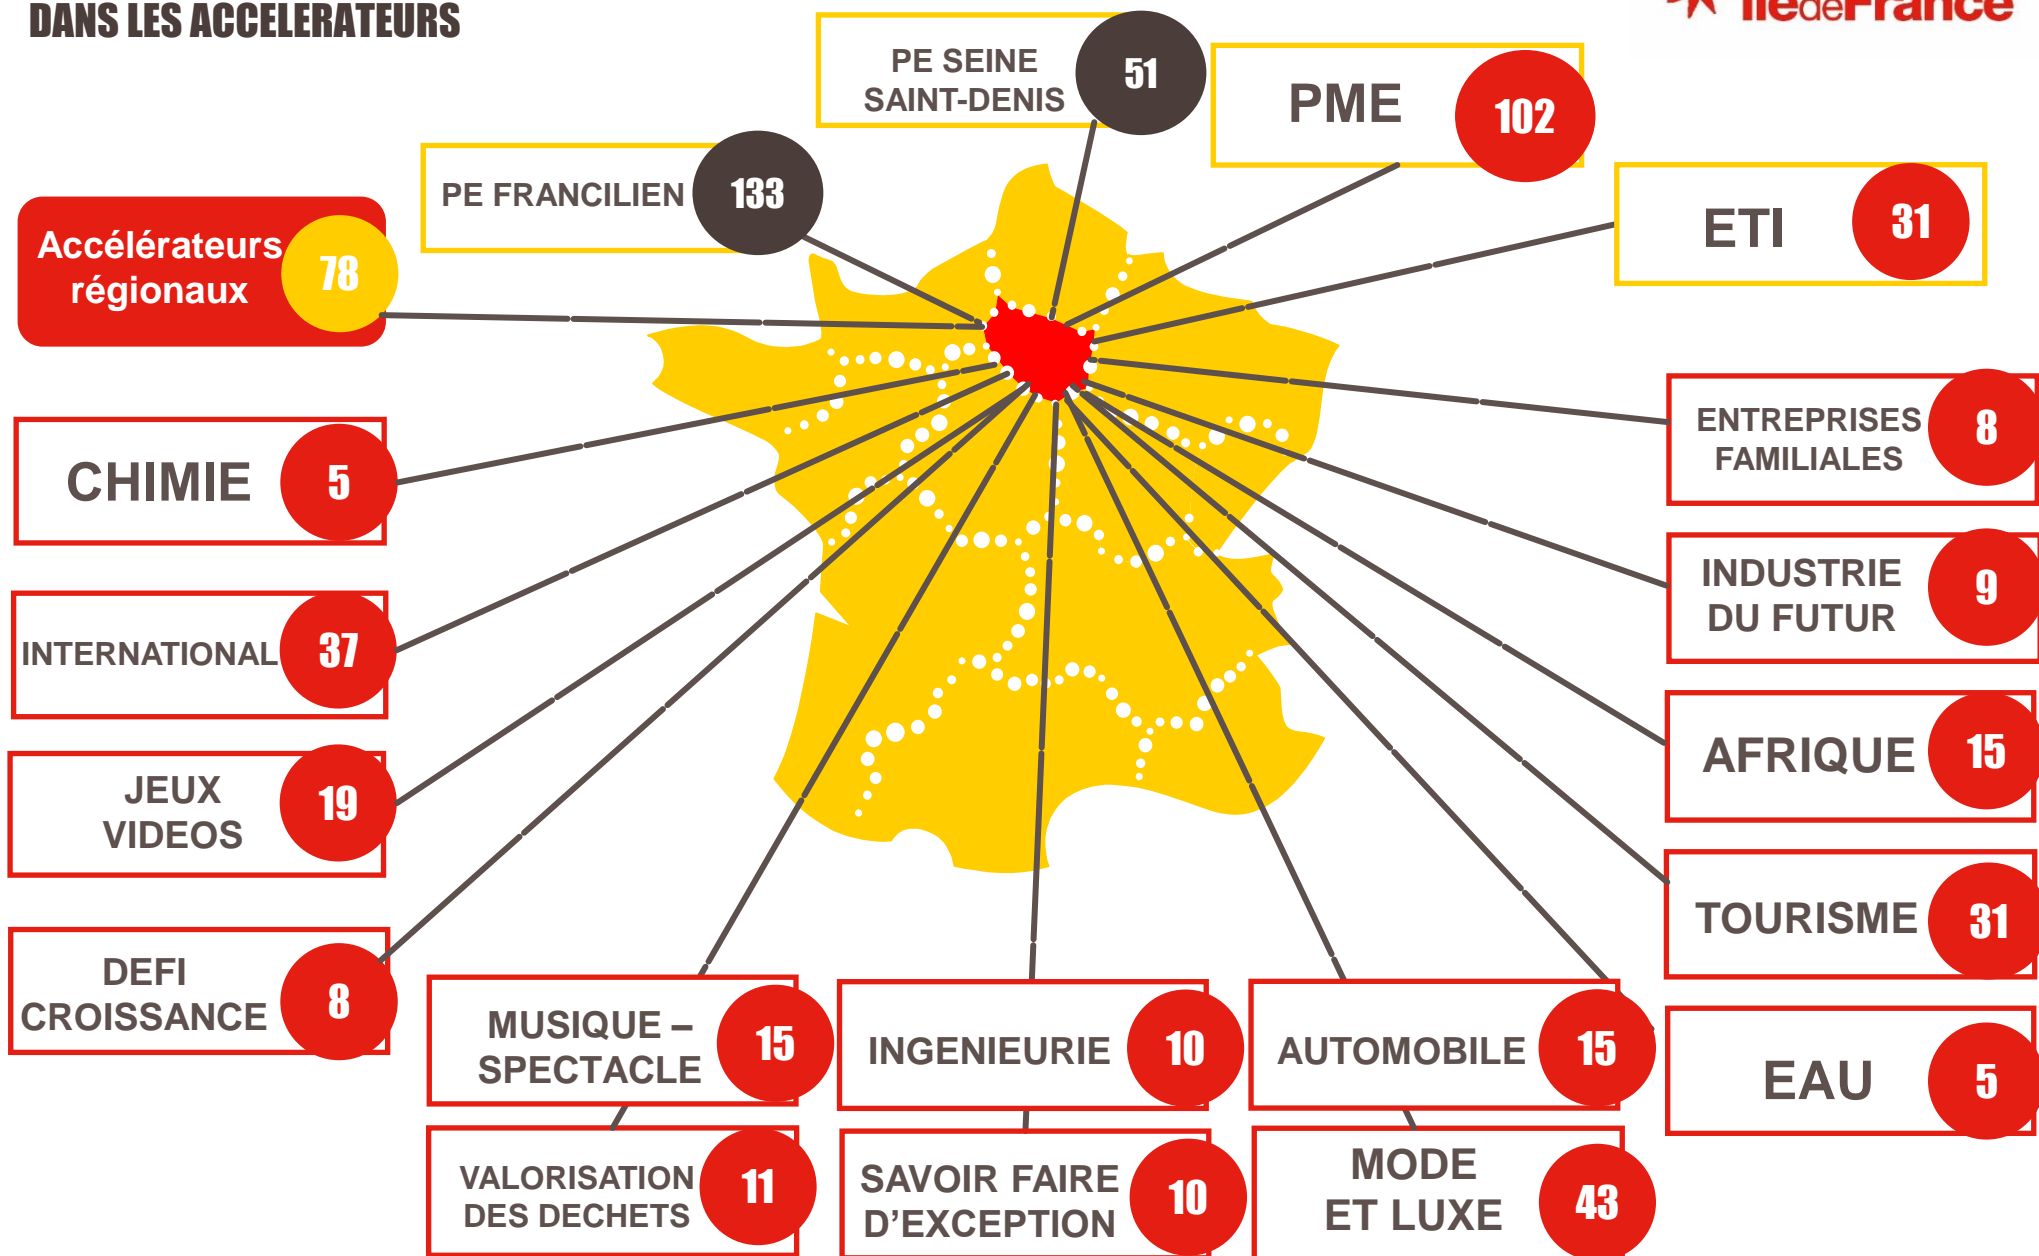 DANS LES ACCELERATEURS
îledeFrance
PE SEINE
SAINT-DENIS
51
PME
102
PE FRANCILIEN
133
ETI
31
Accélérateurs
régionaux
78
CHIMIE
5
ENTREPRISES
FAMILIALES
8
INTERNATIONAL
37
INDUSTRIE
DU FUTUR
9
JEUX
VIDEOS
19
AFRIQUE
15
TOURISME
31
DEFI
CROISSANCE
8
MUSIQUE –
SPECTACLE
15
INGENIEURIE
10
AUTOMOBILE
15
EAU
5
VALORISATION
DES DECHETS
11
SAVOIR FAIRE
D’EXCEPTION
10
MODE
ET LUXE
43